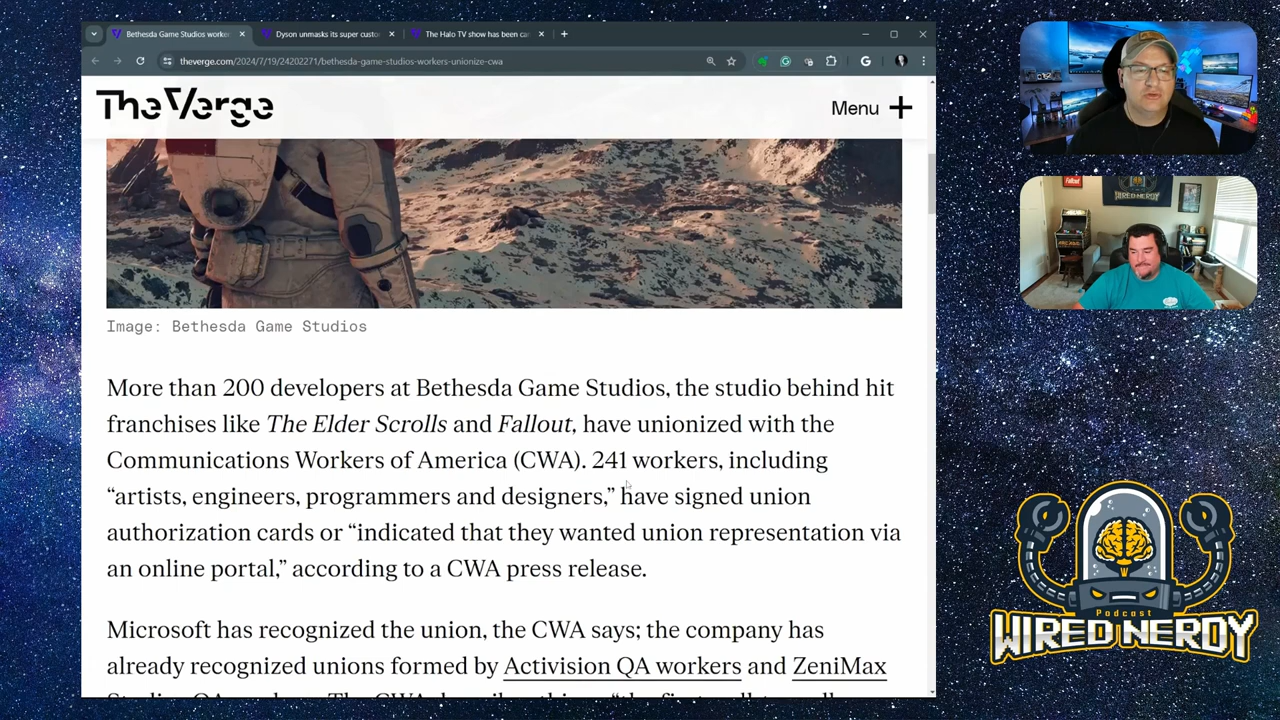 Bethesda Game Studios worker
Dyson unmasks its super custo
The Halo TV show has been ca
theverge.com/2024/7/19/24202271/bethesda-game-studios-workers-unionize-cwa
The Verge
Menu
Image: Bethesda Game Studios
More than 200 developers at Bethesda Game Studios, the studio behind hit
franchises like The Elder Scrolls and Fallout, have unionized with the
Communications Workers of America (CWA). 241 workers, including
“artists, engineers, programmers and designers,” have signed union
authorization cards or “indicated that they wanted union representation via
an online portal,” according to a CWA press release.
Microsoft has recognized the union, the CWA says; the company has
already recognized unions formed by Activision QA workers and ZeniMax
Fallout
Podcast
WIRED NERDY